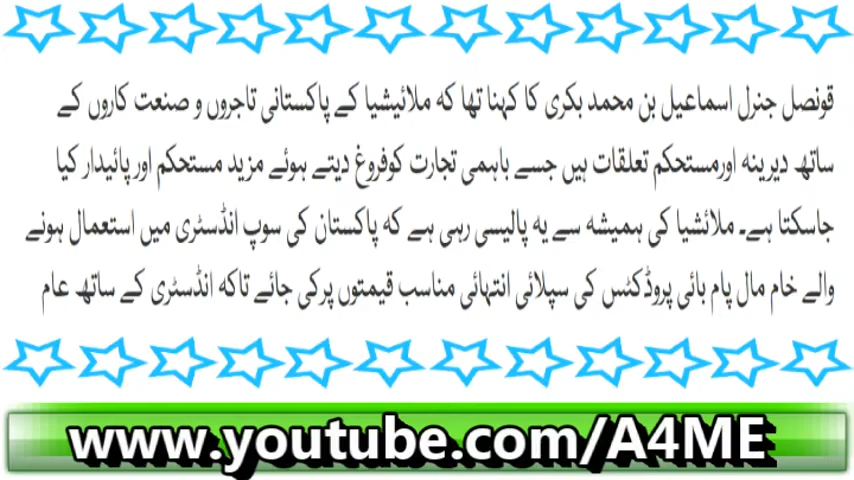 قونصل جنرل اسماعیل بن محمد بکری کا کہنا تھا کہ ملائیشیا کے پاکستانی تاجروں و صنعت کاروں کے
ساتھ دیرینہ اورمستحکم تعلقات ہیں جسے باہمی تجارت کوفروغ دیتے ہوئے مزید مستحکم اور پائیدار کیا
جاسکتا ہے۔ ملائشیا کی ہمیشہ سے یہ پالیسی رہی ہے کہ پاکستان کی سوپ انڈسٹری میں استعمال ہونے
والے خام مال پام بائی پروڈکٹس کی سپلائی انتہائی مناسب قیمتوں پرکی جائے تاکہ انڈسٹری کے ساتھ عام
www.youtube.com/A4ME